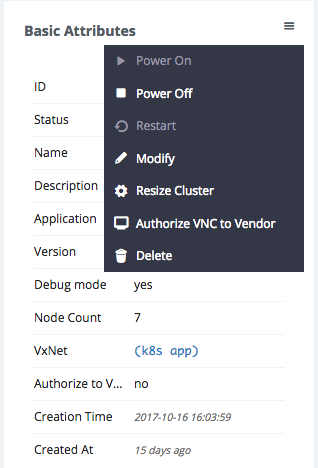 Basic Attributes
Power On
ID
Power Off
Status
Restart
Name
Modify
Description
Resize Cluster
Application
Authorize VNC to Vendor
Version
Delete
Debug mode yes
Node Count 7
VxNet (k8s app)
Authorize to V... no
Creation Time 2017-10-16 16:03:59
Created At 15 days ago